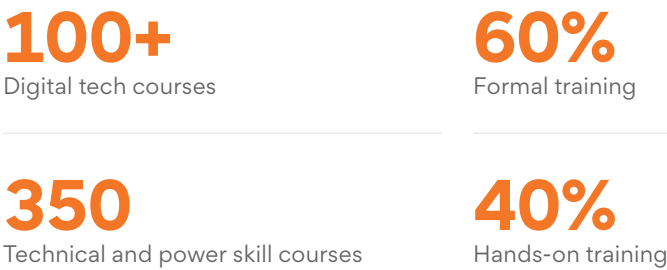 100+
Digital tech courses
60%
Formal training
350
Technical and power skill courses
40%
Hands-on training